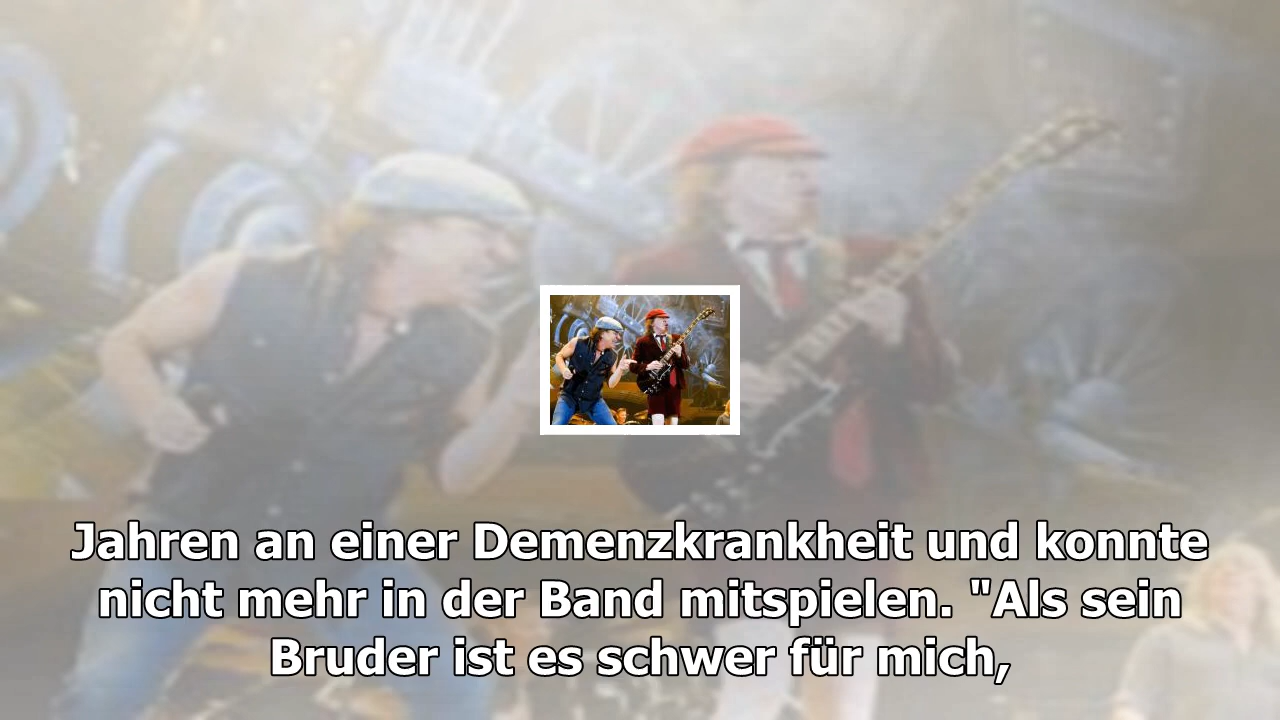 Jahren an einer Demenzkrankheit und konnte
nicht mehr in der Band mitspielen. "Als sein
Bruder ist es schwer für mich,